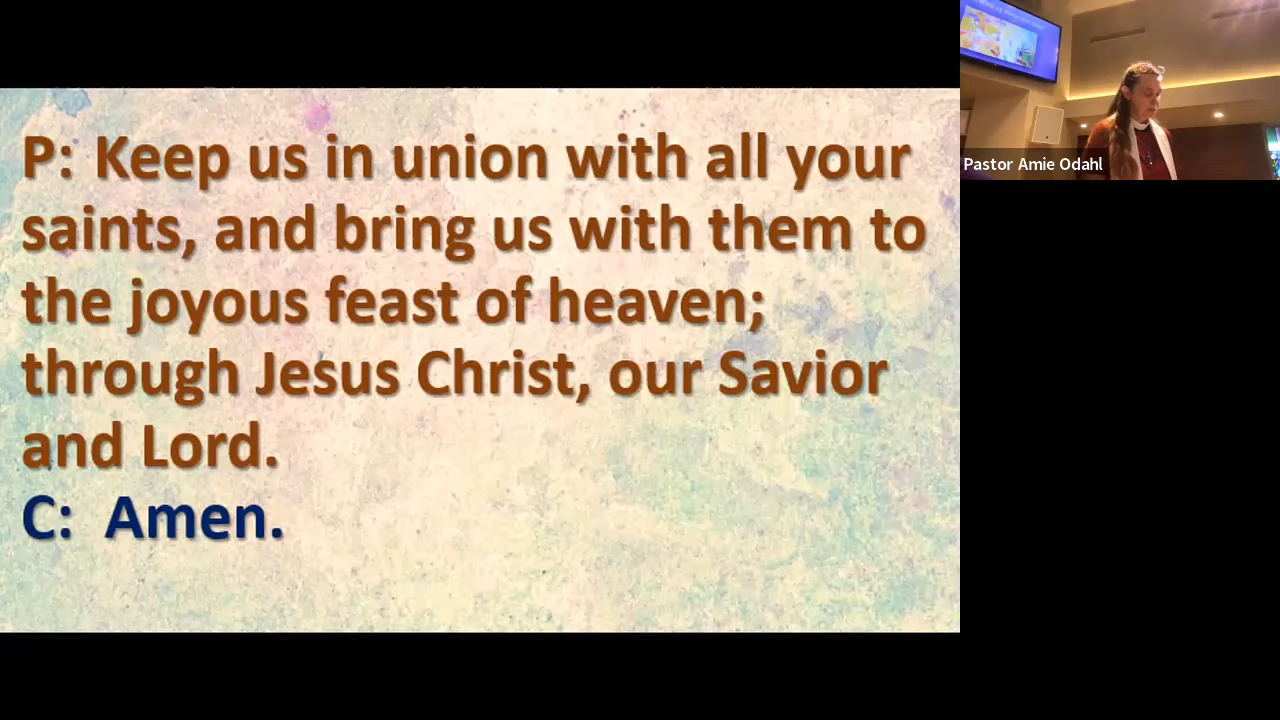 P: Keep us in union with all your
saints, and bring us with them to
the joyous feast of heaven;
through Jesus Christ, our Savior
and Lord.
C: Amen.
Pastor Amie Odahl